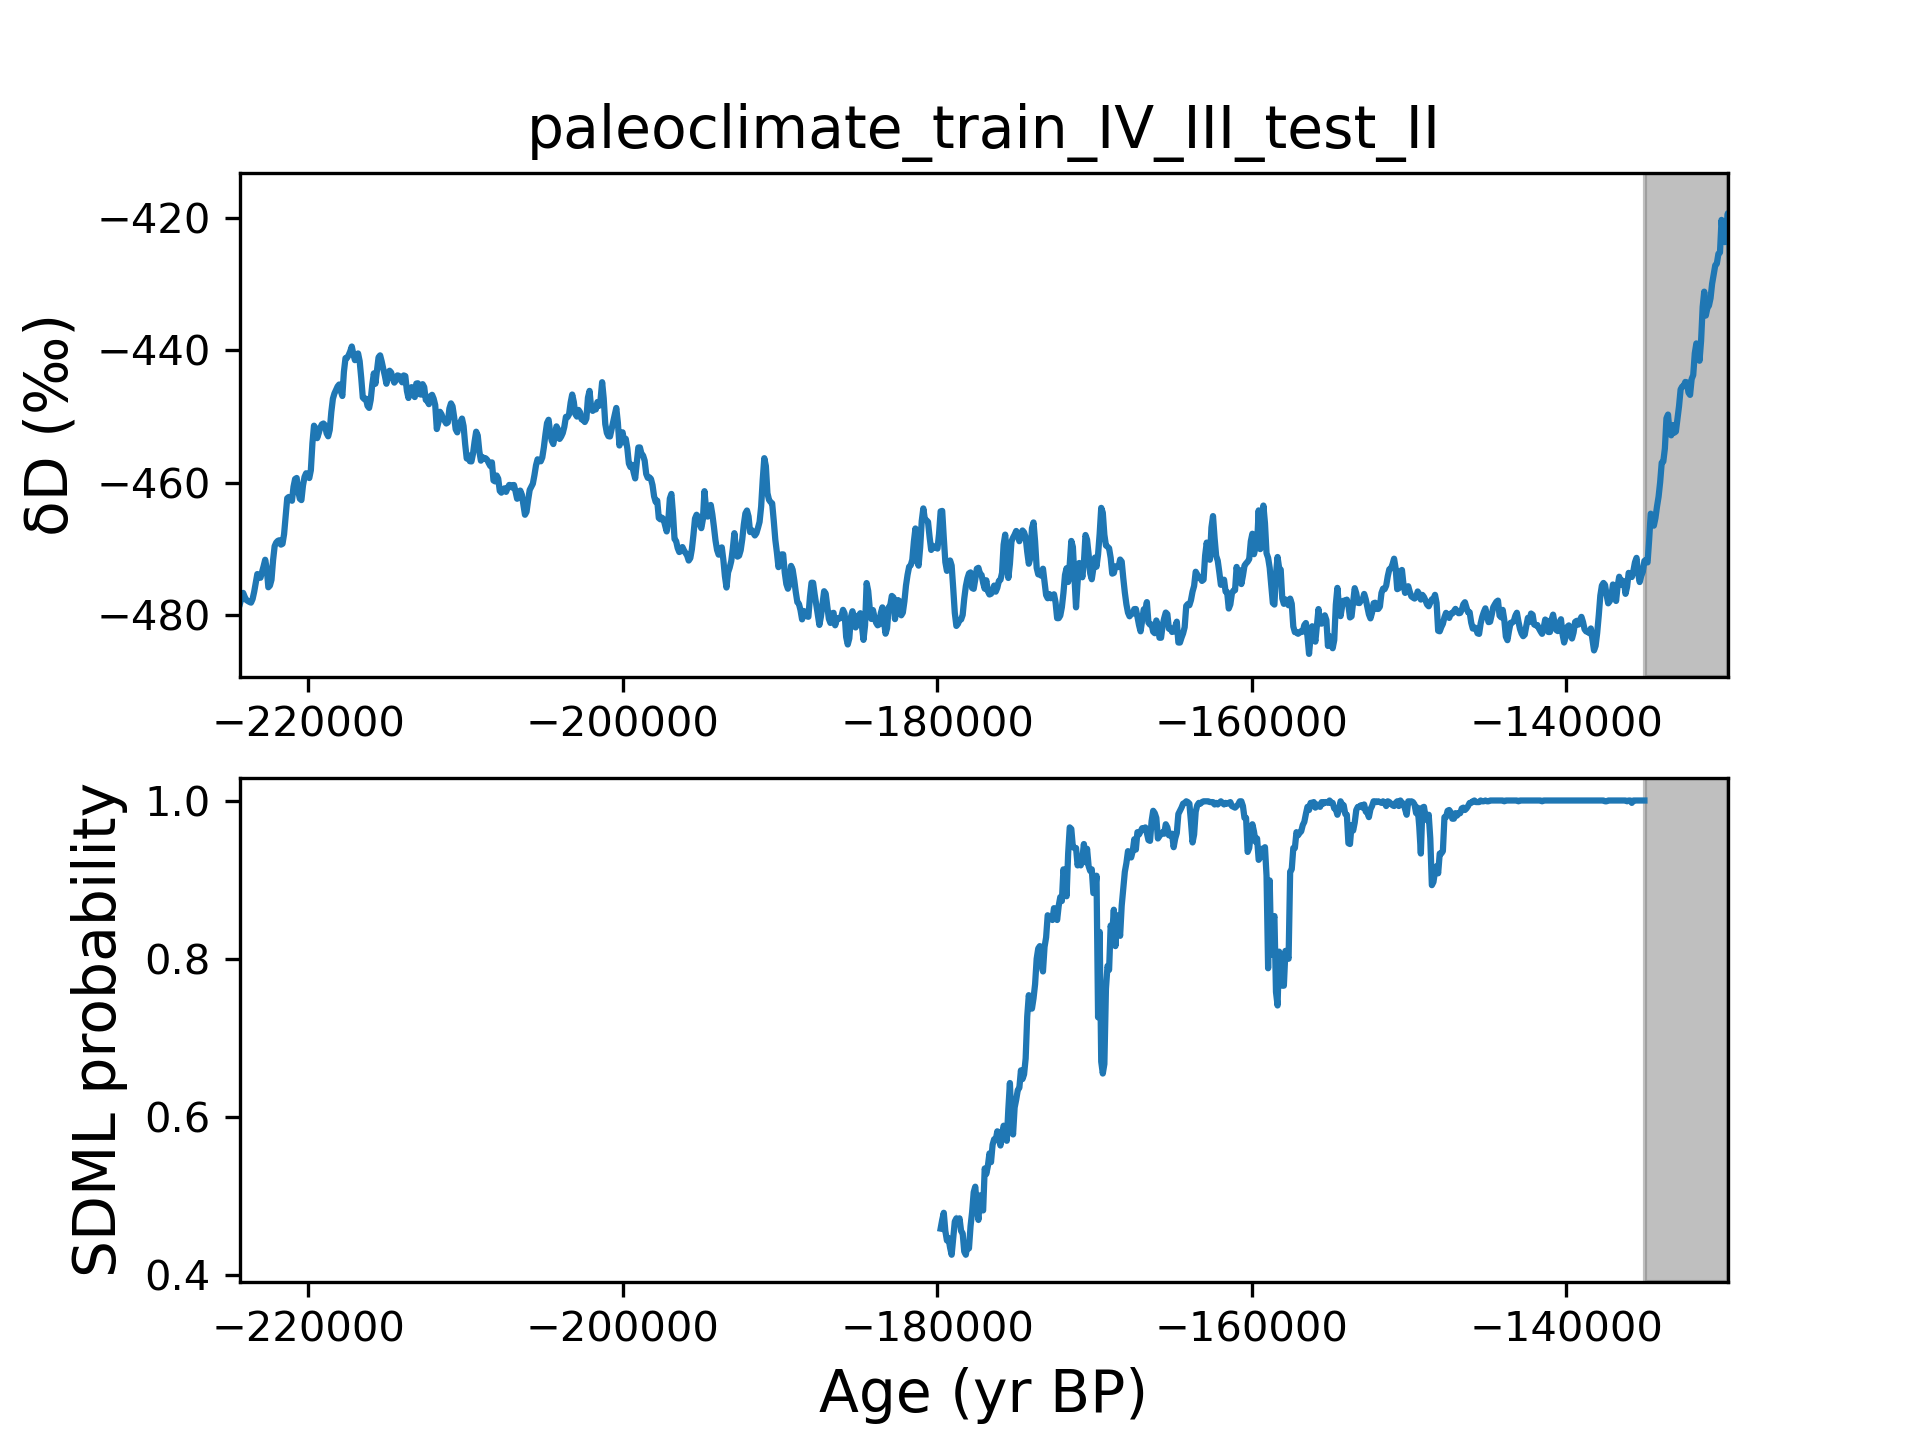 paleoclimate_train_IV_III_test_II
δD (‰)
−420
−440
−460
−480
−220000 −200000 −180000 −160000 −140000
SDML probability
1.0
0.8
0.6
0.4
−220000 −200000 −180000 −160000 −140000
Age (yr BP)